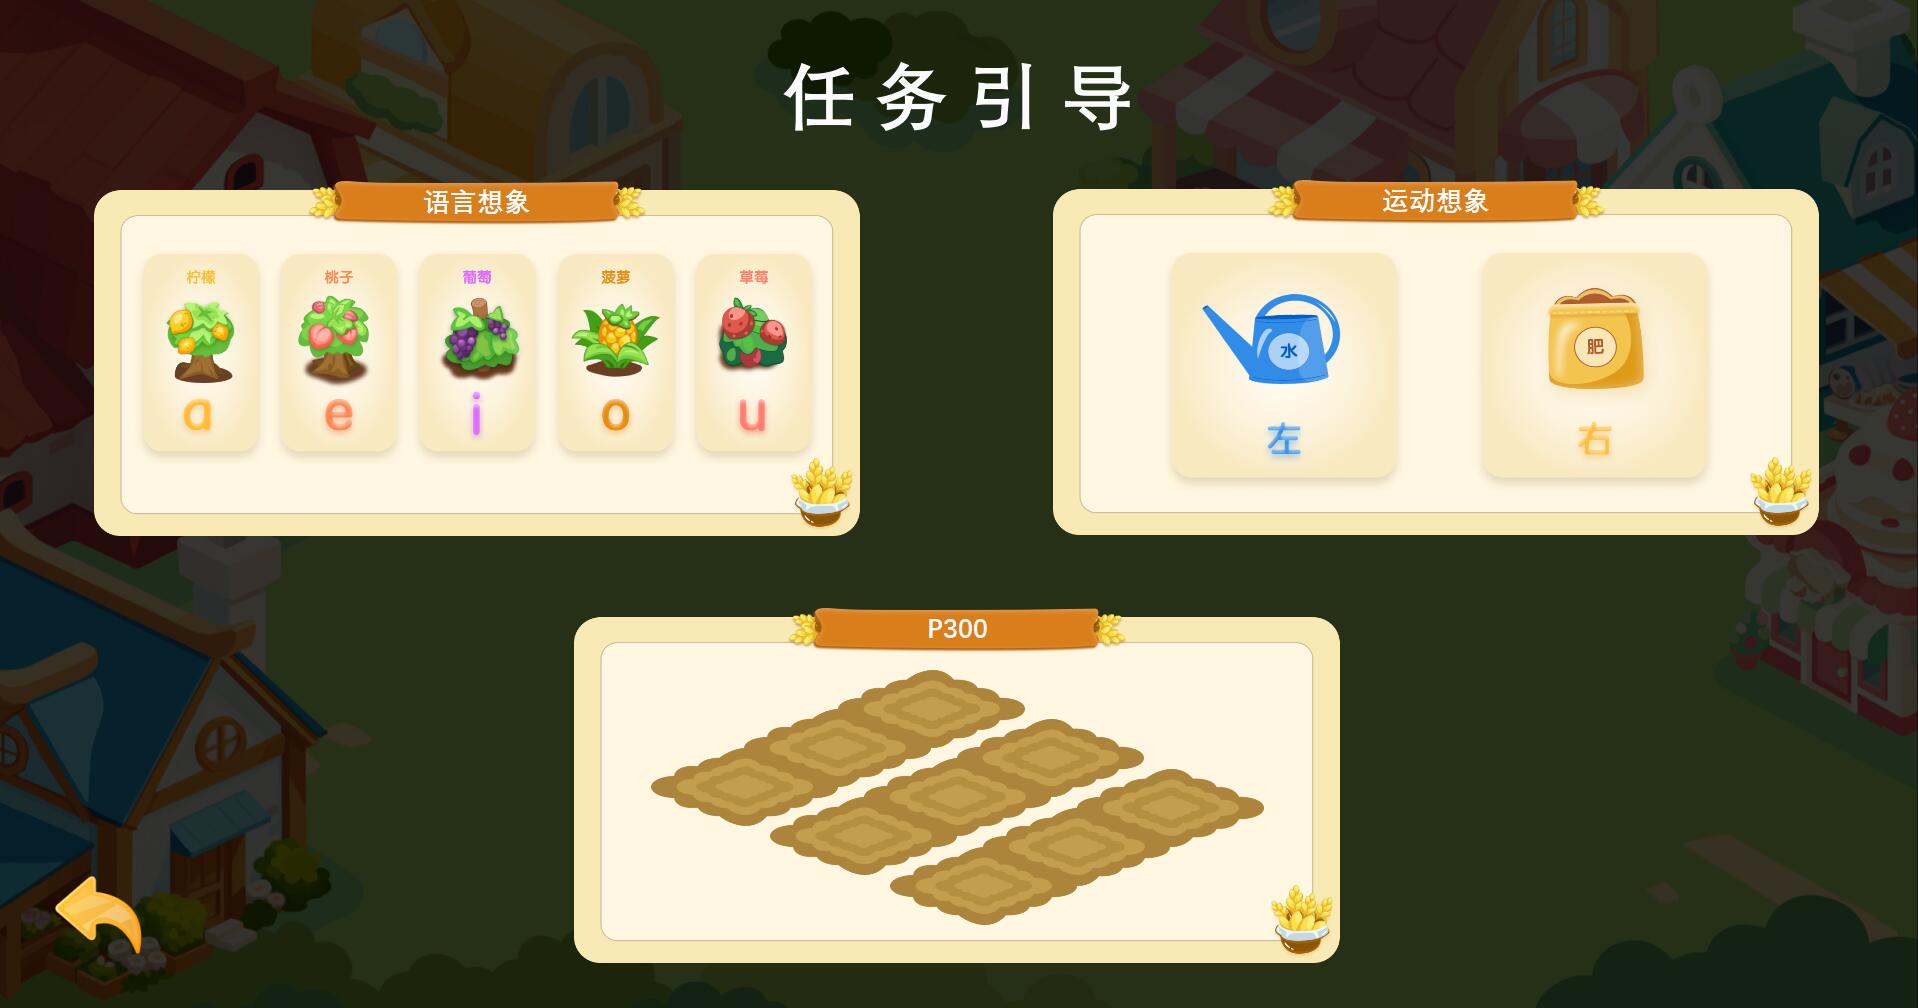 任务引导
语言想象
柠檬 桃子 葡萄 菠萝 草莓
a e i o u
运动想象
水 肥
左 右
P300